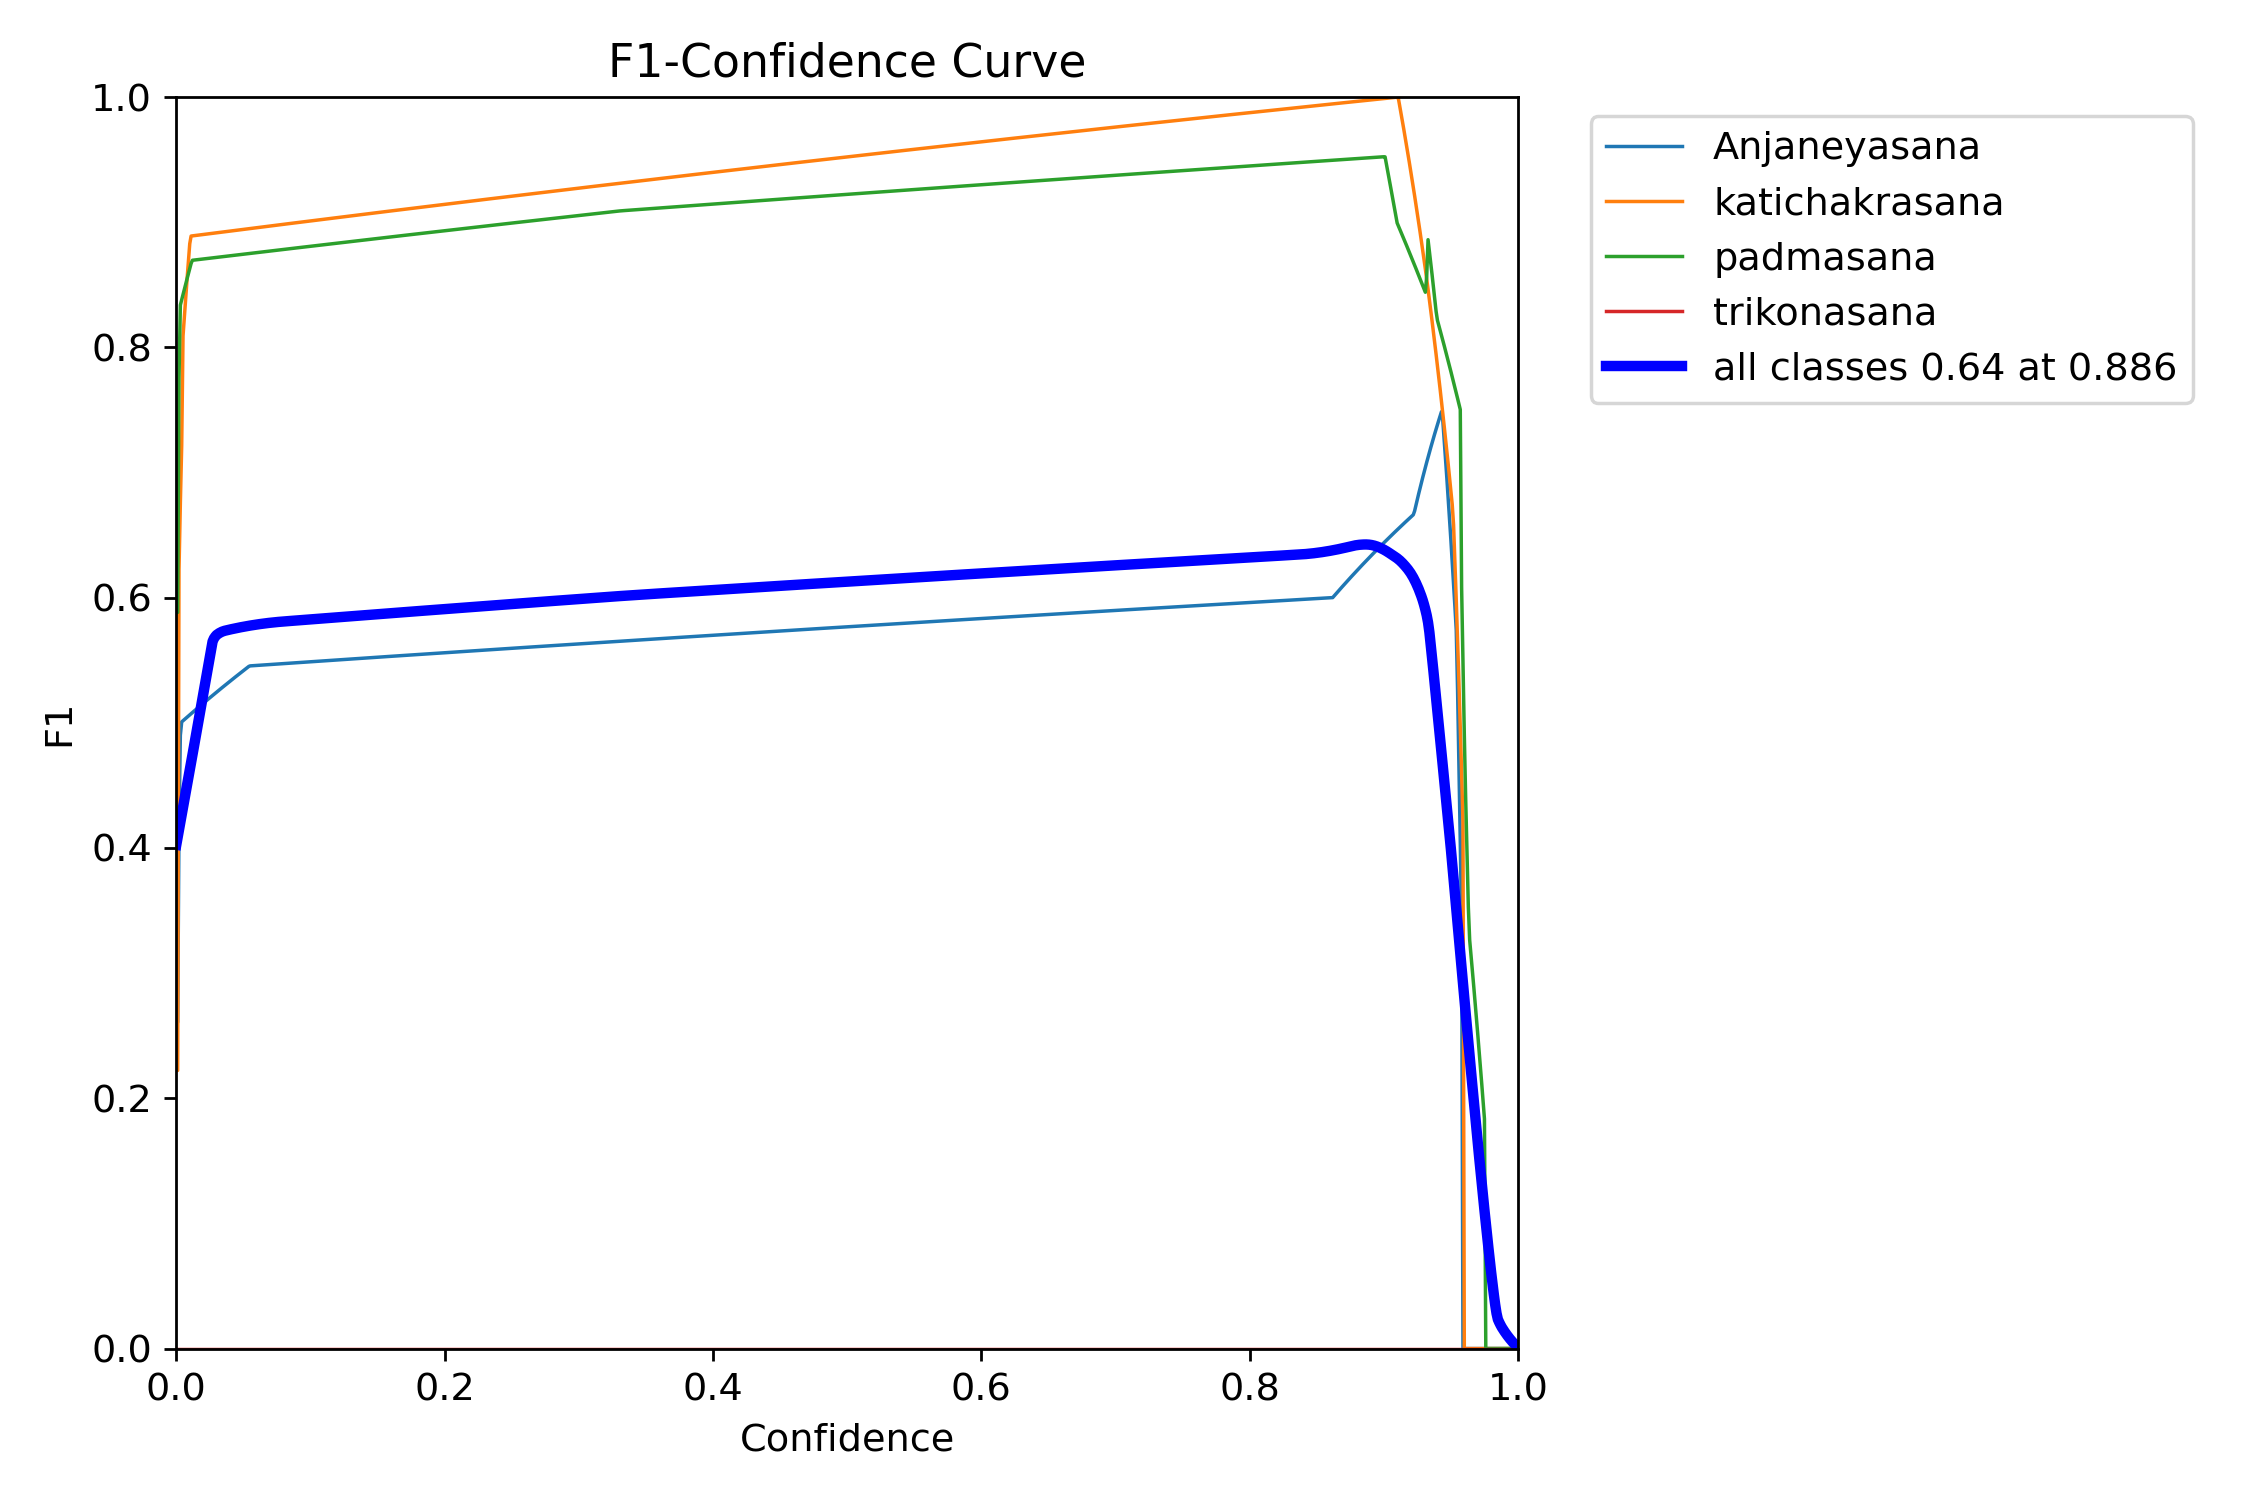 F1-Confidence Curve
1.0
0.8
0.6
0.4
0.2
0.0
F1
0.0 0.2 0.4 0.6 0.8 1.0
Confidence
Anjaneyasana
katichakrasana
padmasana
trikonasana
all classes 0.64 at 0.886